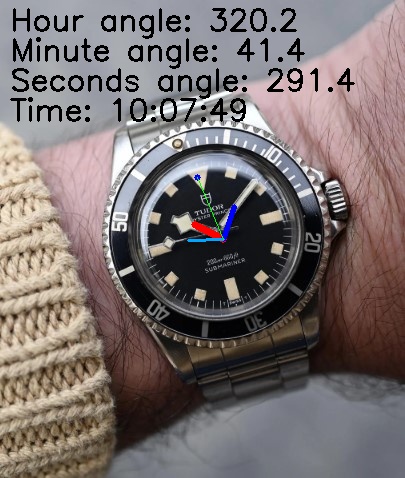 Hour angle: 320.2
Minute angle: 41.4
Seconds angle: 291.4
Time: 10:07:49
10
50
TUDOR
20
SUBMARINER
40
30